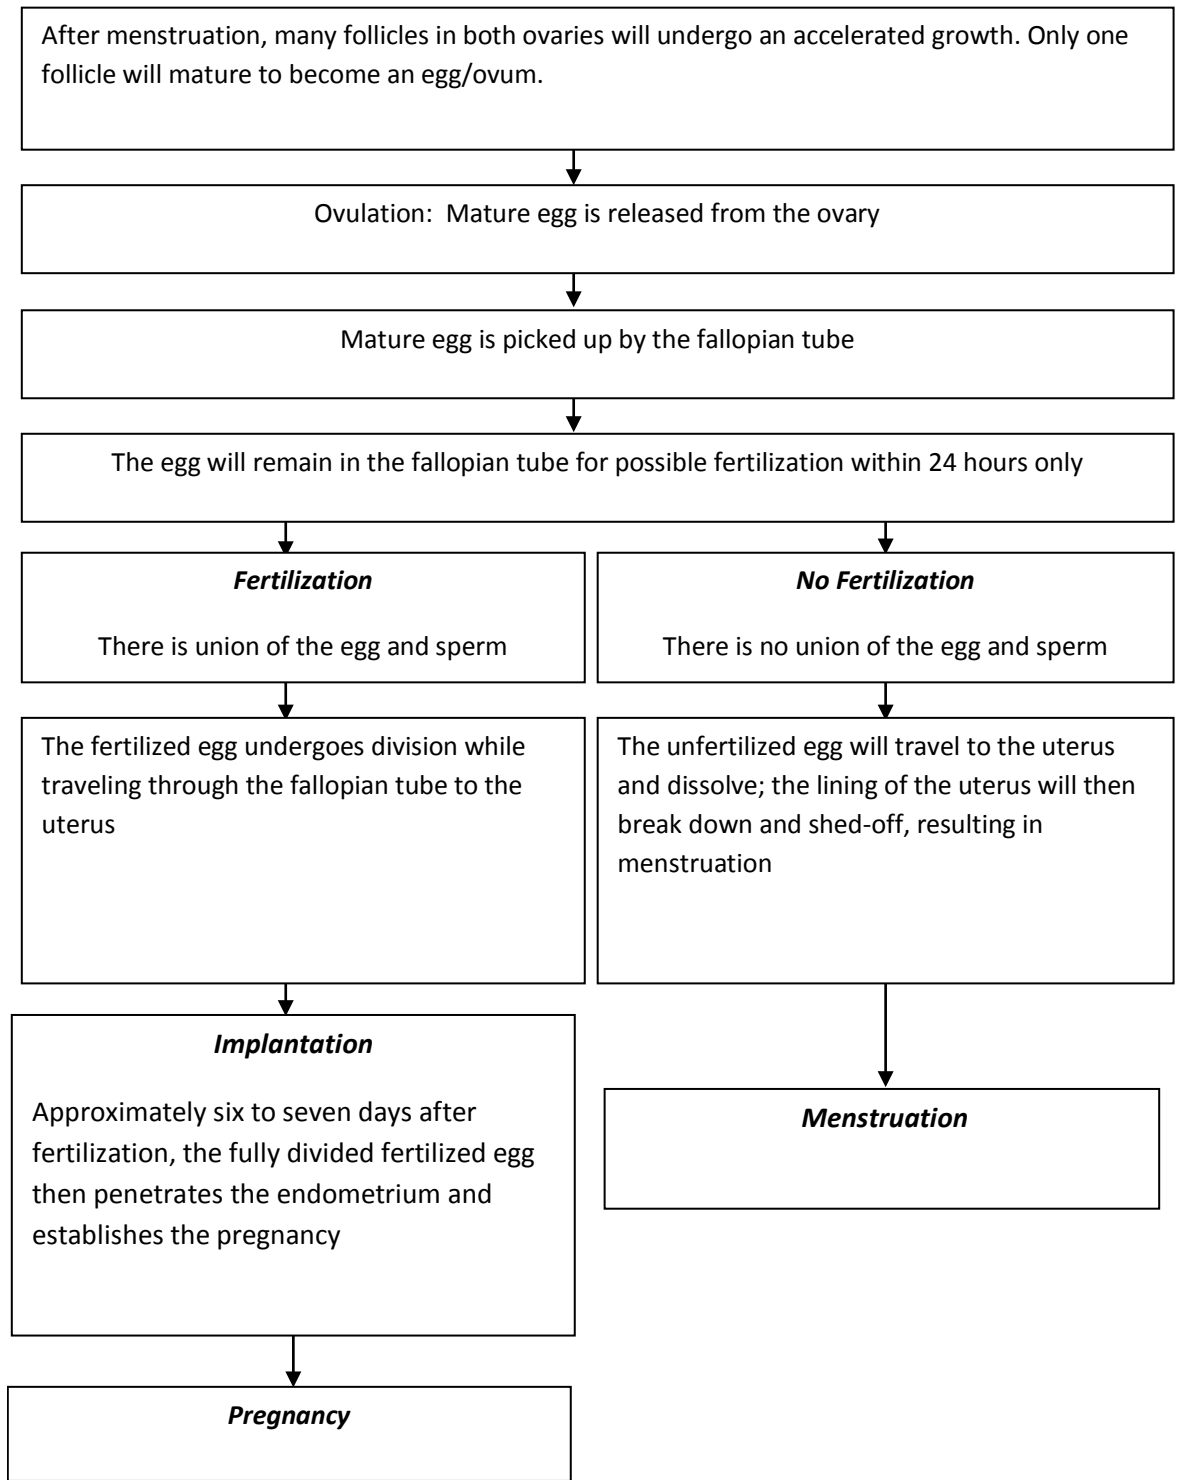 After menstruation, many follicles in both ovaries will undergo an accelerated growth. Only one
follicle will mature to become an egg/ovum.
Ovulation:  Mature egg is released from the ovary
Mature egg is picked up by the fallopian tube
The egg will remain in the fallopian tube for possible fertilization within 24 hours only
Fertilization
There is union of the egg and sperm
No Fertilization
There is no union of the egg and sperm
The fertilized egg undergoes division while
traveling through the fallopian tube to the
uterus
The unfertilized egg will travel to the uterus
and dissolve; the lining of the uterus will then
break down and shed-off, resulting in
menstruation
Implantation
Approximately six to seven days after
fertilization, the fully divided fertilized egg
then penetrates the endometrium and
establishes the pregnancy
Menstruation
Pregnancy